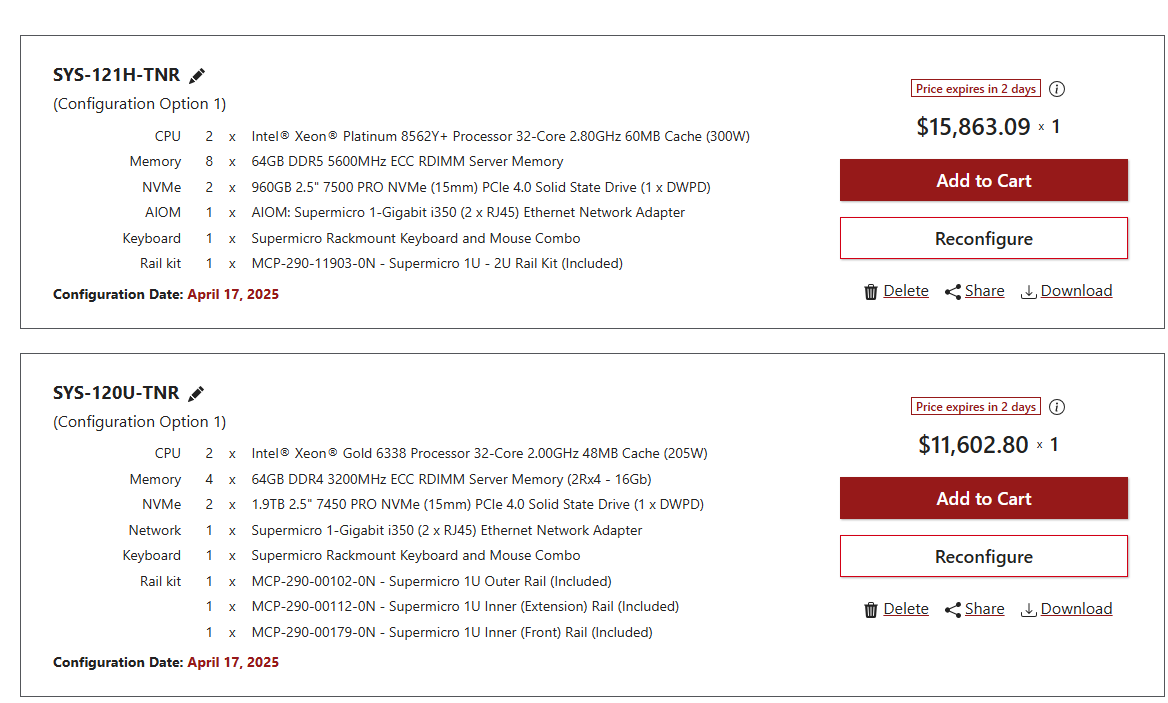 SYS-121H-TNR
(Configuration Option 1)
CPU 2 x Intel® Xeon® Platinum 8562Y+ Processor 32-Core 2.80GHz 60MB Cache (300W)
Memory 8 x 64GB DDR5 5600MHz ECC RDIMM Server Memory
NVMe 2 x 960GB 2.5" 7500 PRO NVMe (15mm) PCIe 4.0 Solid State Drive (1 x DWPD)
AIOM 1 x AIOM: Supermicro 1-Gigabit i350 (2 x RJ45) Ethernet Network Adapter
Keyboard 1 x Supermicro Rackmount Keyboard and Mouse Combo
Rail kit 1 x MCP-290-11903-0N - Supermicro 1U - 2U Rail Kit (Included)
Configuration Date: April 17, 2025
Price expires in 2 days
$15,863.09 x 1
Add to Cart
Reconfigure
Delete Share Download
SYS-120U-TNR
(Configuration Option 1)
CPU 2 x Intel® Xeon® Gold 6338 Processor 32-Core 2.00GHz 48MB Cache (205W)
Memory 4 x 64GB DDR4 3200MHz ECC RDIMM Server Memory (2Rx4 - 16Gb)
NVMe 2 x 1.9TB 2.5" 7450 PRO NVMe (15mm) PCIe 4.0 Solid State Drive (1 x DWPD)
Network 1 x Supermicro 1-Gigabit i350 (2 x RJ45) Ethernet Network Adapter
Keyboard 1 x Supermicro Rackmount Keyboard and Mouse Combo
Rail kit 1 x MCP-290-00102-0N - Supermicro 1U Outer Rail (Included)
1 x MCP-290-00112-0N - Supermicro 1U Inner (Extension) Rail (Included)
1 x MCP-290-00179-0N - Supermicro 1U Inner (Front) Rail (Included)
Configuration Date: April 17, 2025
Price expires in 2 days
$11,602.80 x 1
Add to Cart
Reconfigure
Delete Share Download